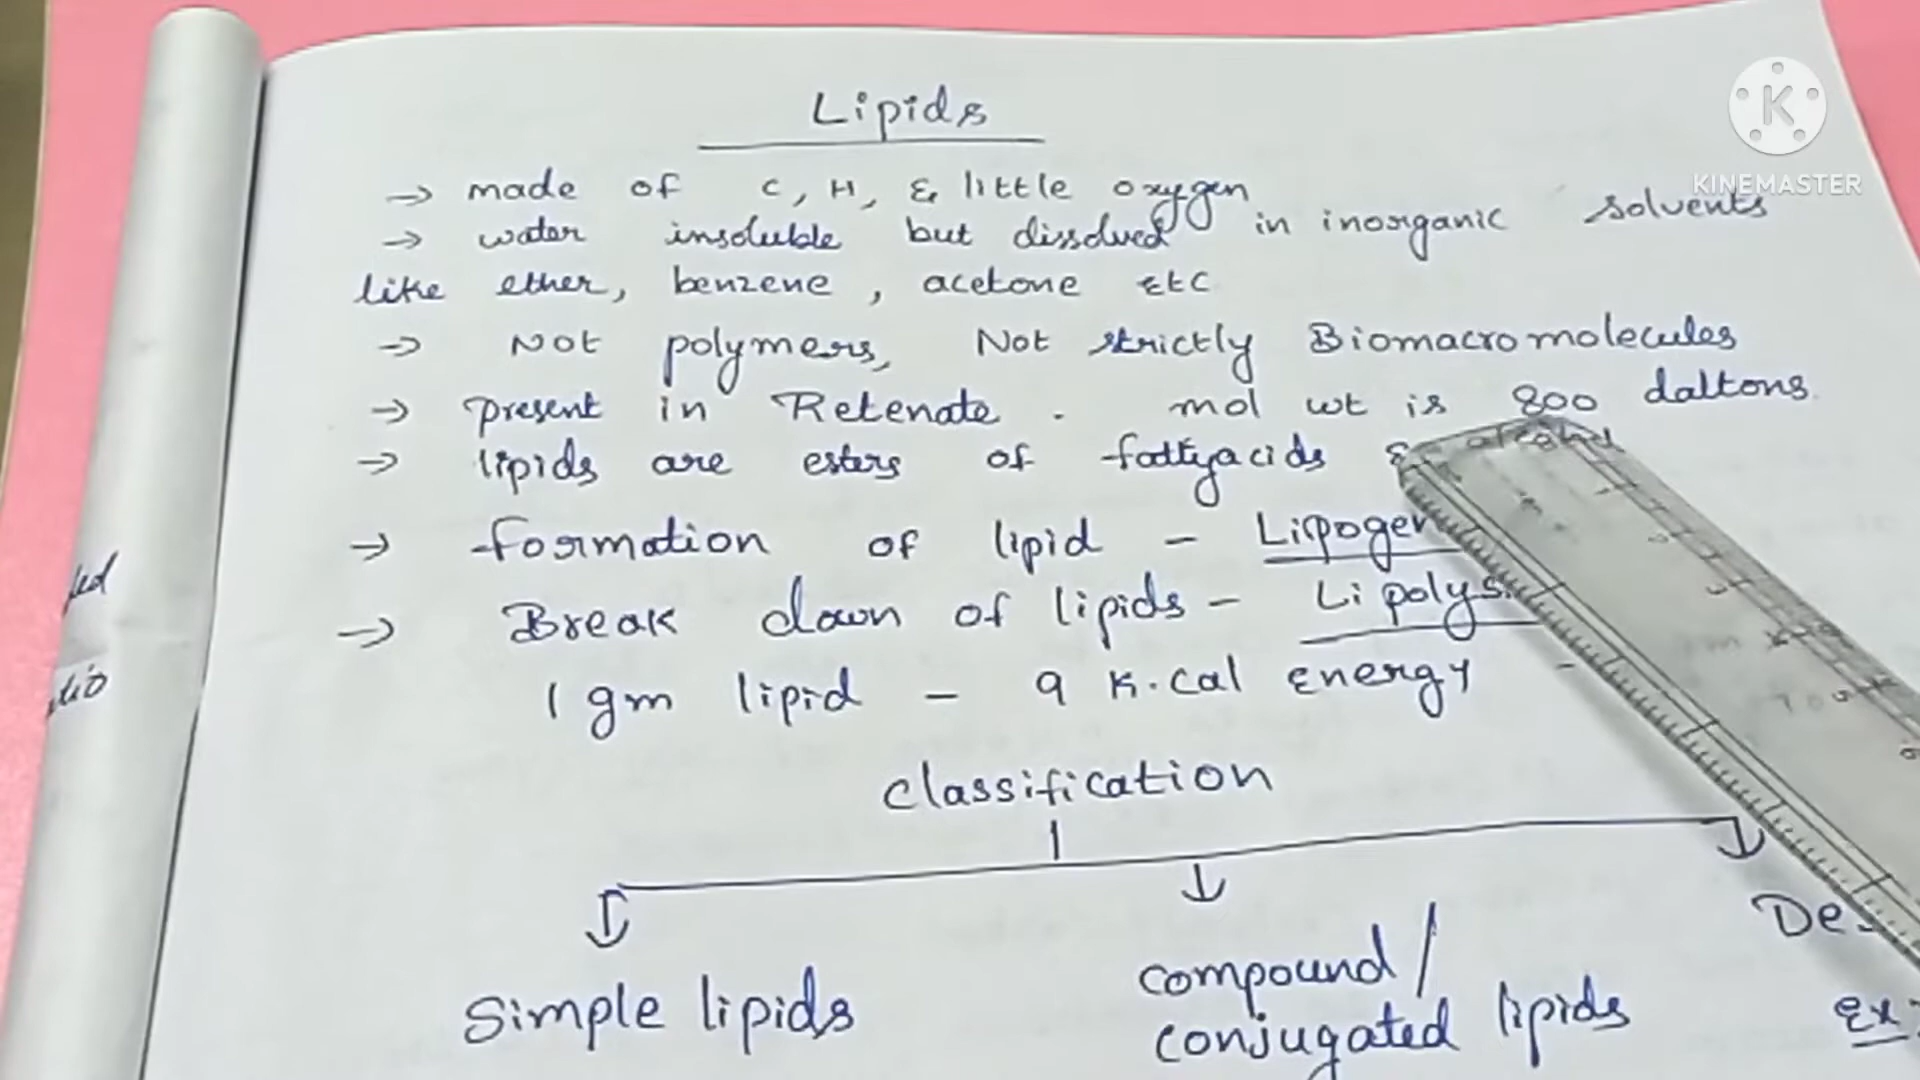 Lipids
KINEMASTER
→ made of C, H, & little oxygen
→ water insoluble but dissolved in inorganic solvents
like ether, benzene, acetone etc
→ Not polymers, Not strictly Biomacromolecules
→ present in Retenate. mol wt is 800 daltons
→ lipids are esters of fattyacids & alcohol
→ Formation of lipid - Lipogen
→ Break down of lipids - Lipolys
1 gm lipid - 9 K.cal energy
classification
Simple lipids
compound/
conjugated lipids
De
Ex: